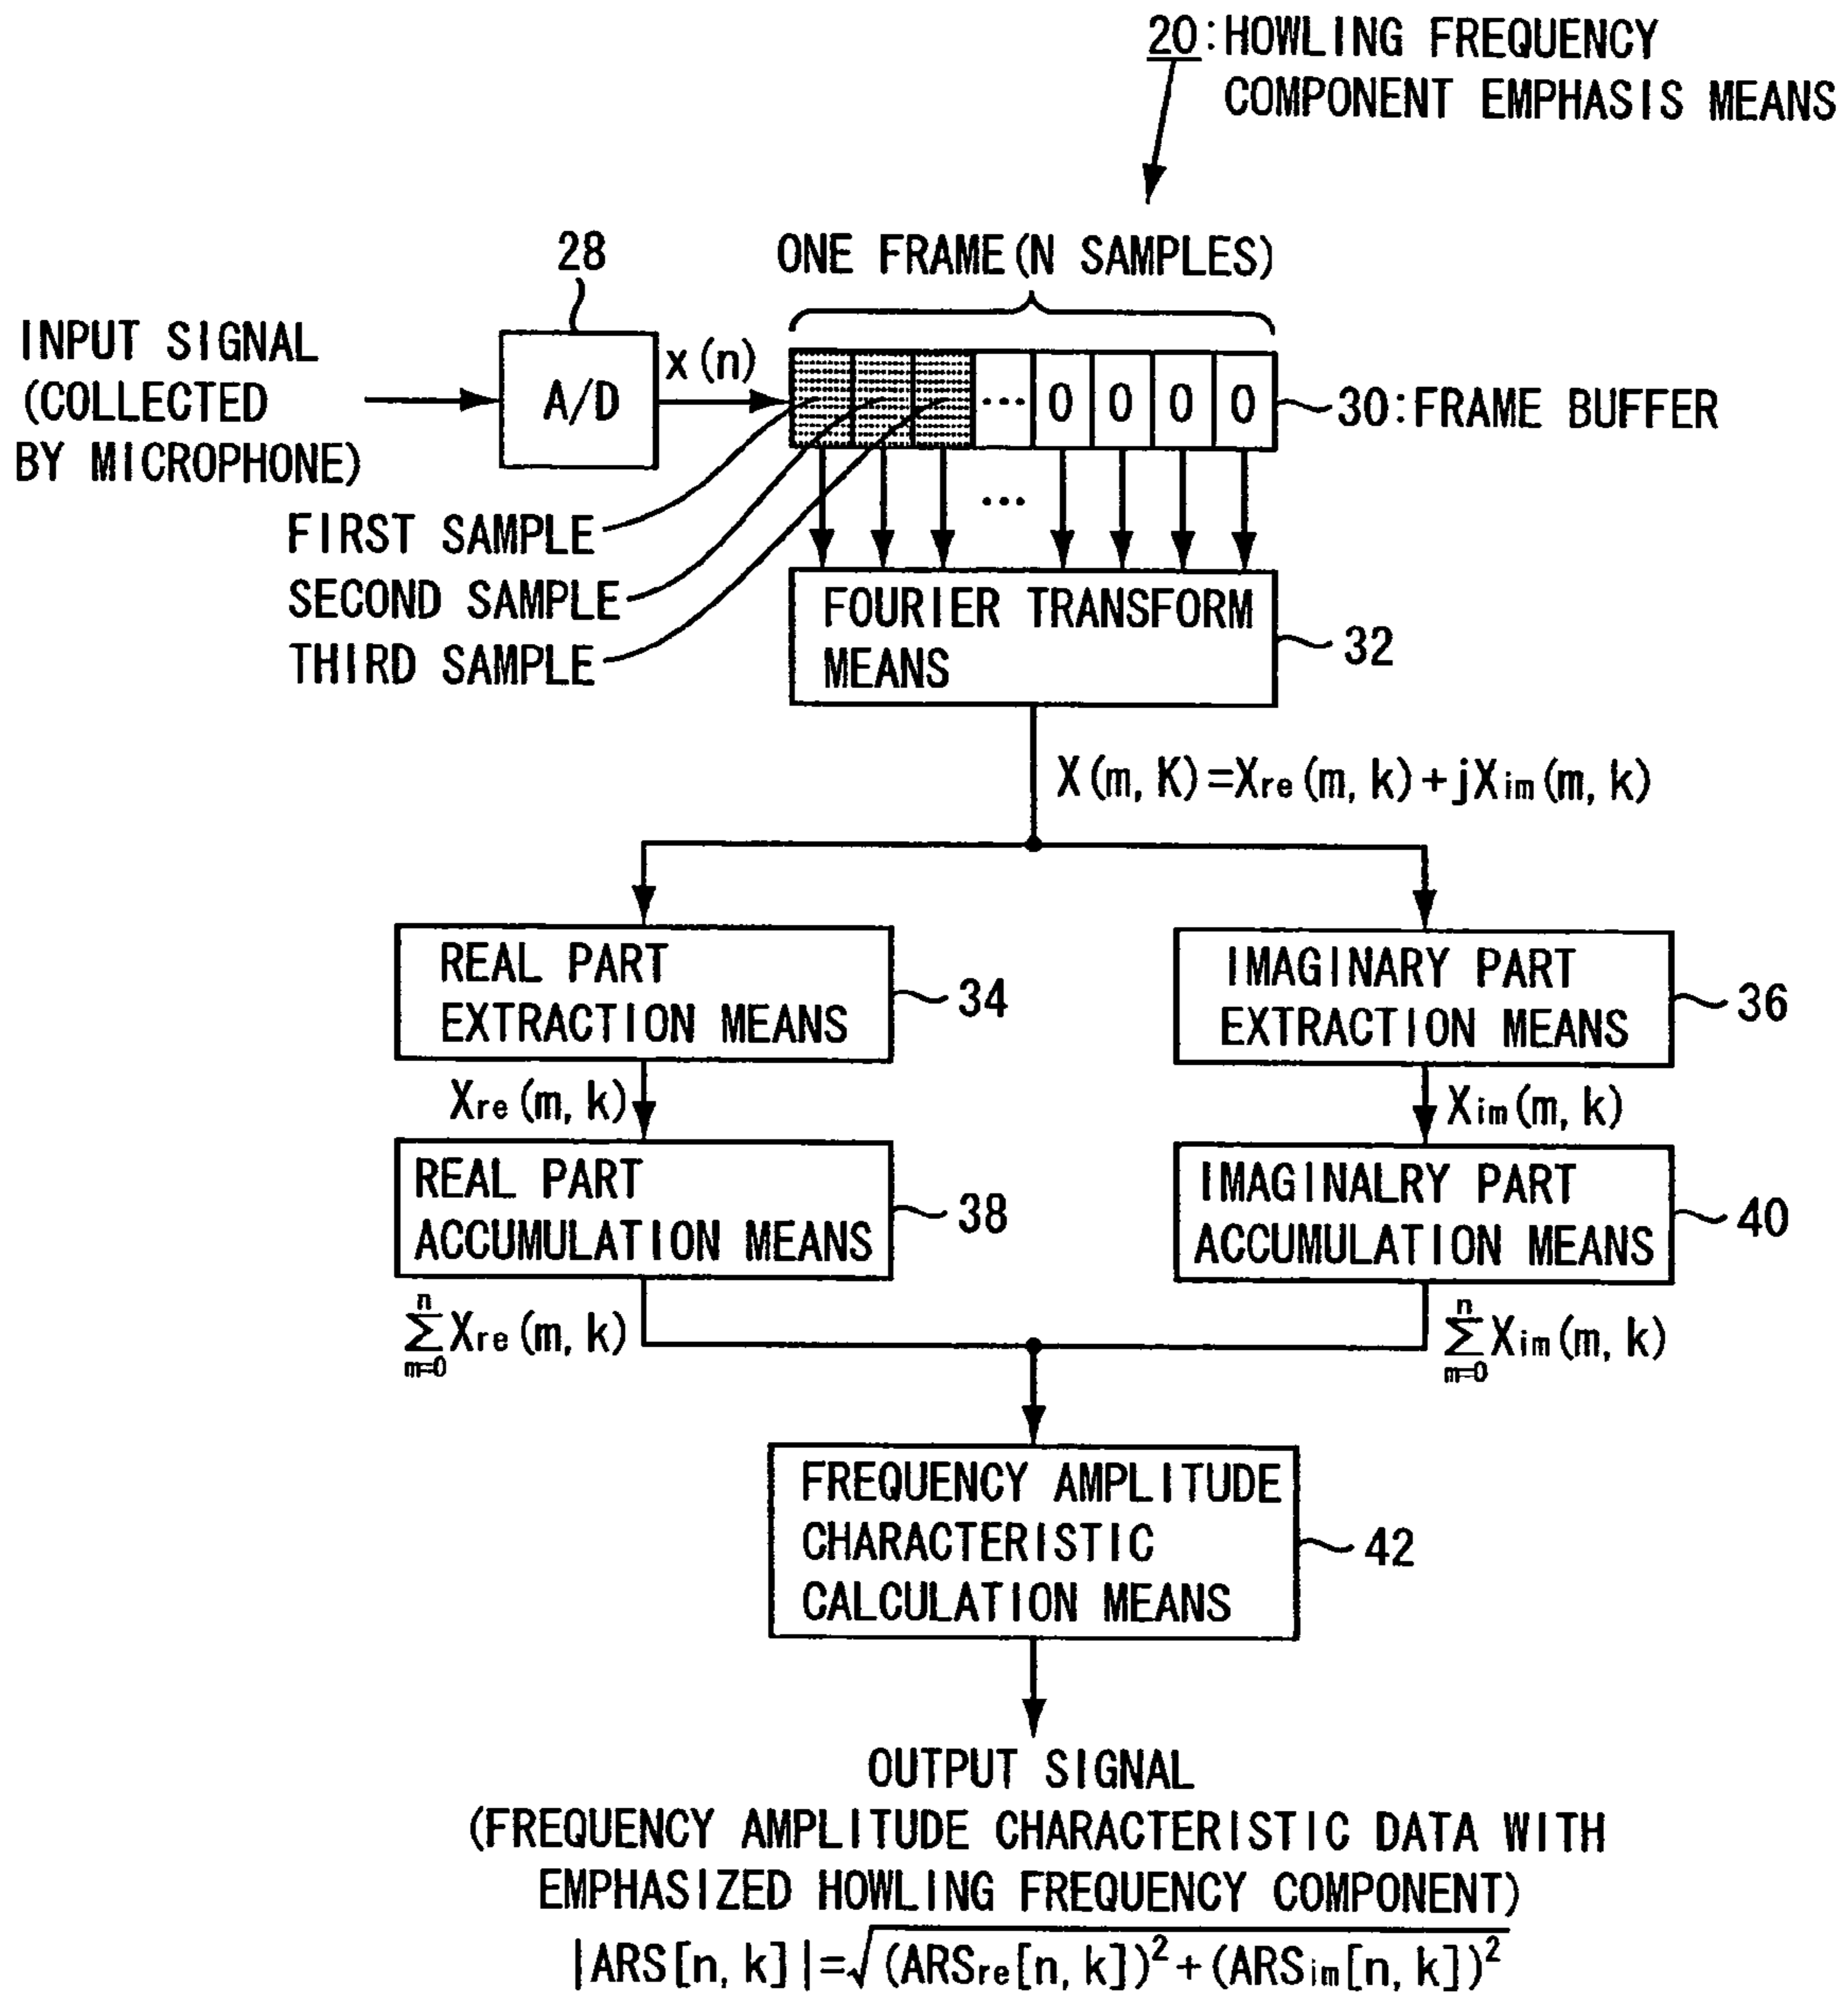 20:HOWLING FREQUENCY
COMPONENT EMPHASIS MEANS
ONE FRAME(N SAMPLES)
28
INPUT SIGNAL
(COLLECTED
BY MICROPHONE)
A/D
x(n)
... 0 0 0 0
30:FRAME BUFFER
...
FIRST SAMPLE
SECOND SAMPLE
THIRD SAMPLE
FOURIER TRANSFORM
MEANS
32
X(m, K)=Xre(m, k)+jXim(m, k)
REAL PART
EXTRACTION MEANS
34
IMAGINARY PART
EXTRACTION MEANS
36
Xre(m, k)
Xim(m, k)
REAL PART
ACCUMULATION MEANS
38
IMAGINALRY PART
ACCUMULATION MEANS
40
n∑m=0 Xre(m, k)
n∑m=0 Xim(m, k)
FREQUENCY AMPLITUDE
CHARACTERISTIC
CALCULATION MEANS
42
OUTPUT SIGNAL
(FREQUENCY AMPLITUDE CHARACTERISTIC DATA WITH
EMPHASIZED HOWLING FREQUENCY COMPONENT)
|ARS[n, k]|=√(ARSre[n, k])²+(ARSim[n, k])²